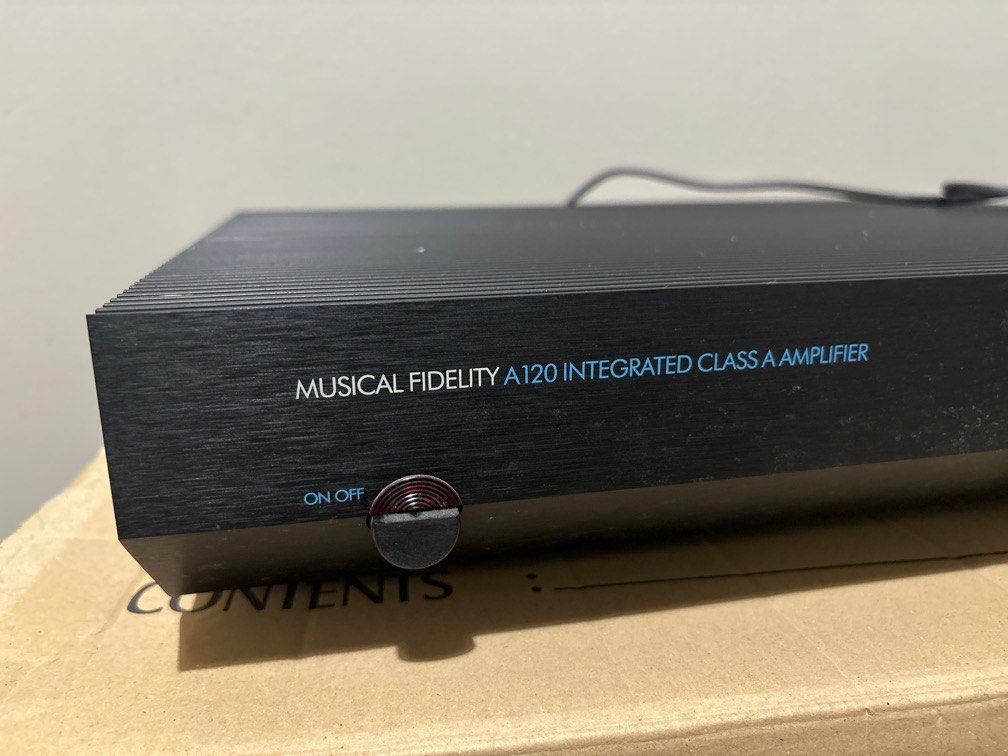 MUSICAL FIDELITY A120 INTEGRATED CLASS A AMPLIFIER
ON OFF
CONTENTS :